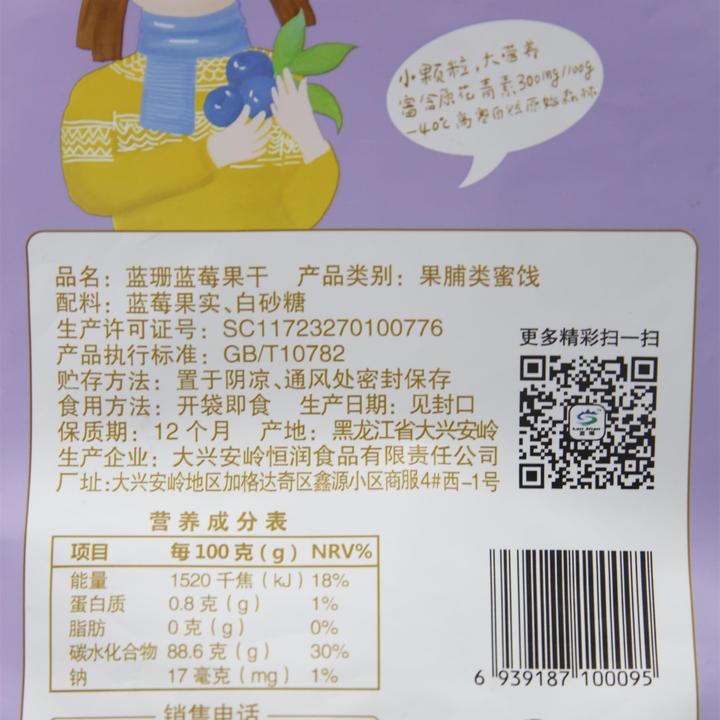 小颗粒，大营养
富含原花青素300mg/100g
-40℃高寒自然原始森林
品名：蓝珊蓝莓果干 产品类别：果脯类蜜饯
配料：蓝莓果实、白砂糖
生产许可证号：SC11723270100776
产品执行标准：GB/T10782
贮存方法：置于阴凉、通风处密封保存
食用方法：开袋即食 生产日期：见封口
保质期：12个月 产地：黑龙江省大兴安岭
生产企业：大兴安岭恒润食品有限责任公司
厂址：大兴安岭地区加格达奇区鑫源小区商服4#西-1号
更多精彩扫一扫
营养成分表
项目 每100克(g) NRV%
能量 1520千焦(kJ) 18%
蛋白质 0.8克(g) 1%
脂肪 0克(g) 0%
碳水化合物 88.6克(g) 30%
钠 17毫克(mg) 1%
6 939187 100095
销售电话